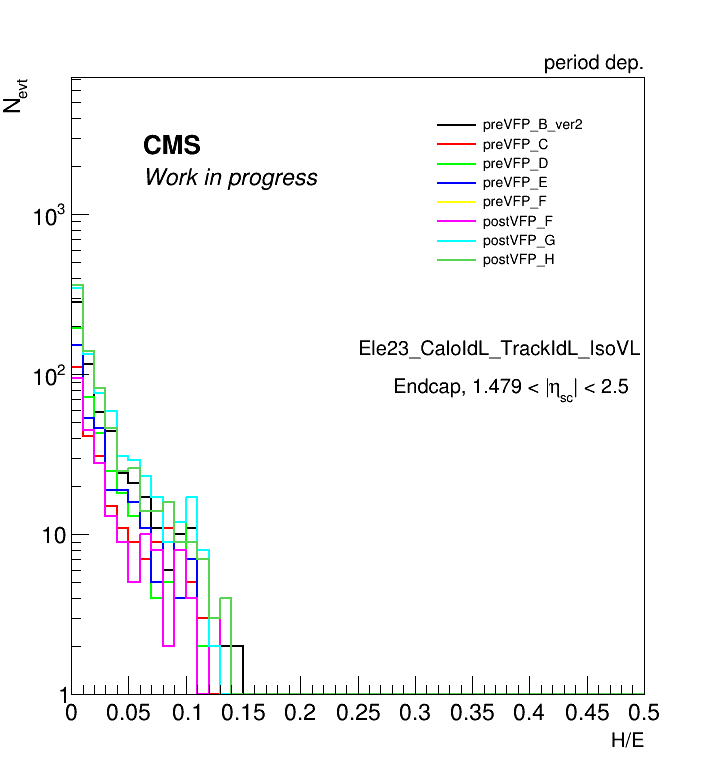 period dep.
N_evt
CMS
Work in progress
preVFP_B_ver2
preVFP_C
preVFP_D
preVFP_E
preVFP_F
postVFP_F
postVFP_G
postVFP_H
Ele23_CaloIdL_TrackIdL_IsoVL
Endcap, 1.479 < |η_sc| < 2.5
10^3
10^2
10
1
0 0.05 0.1 0.15 0.2 0.25 0.3 0.35 0.4 0.45 0.5
H/E